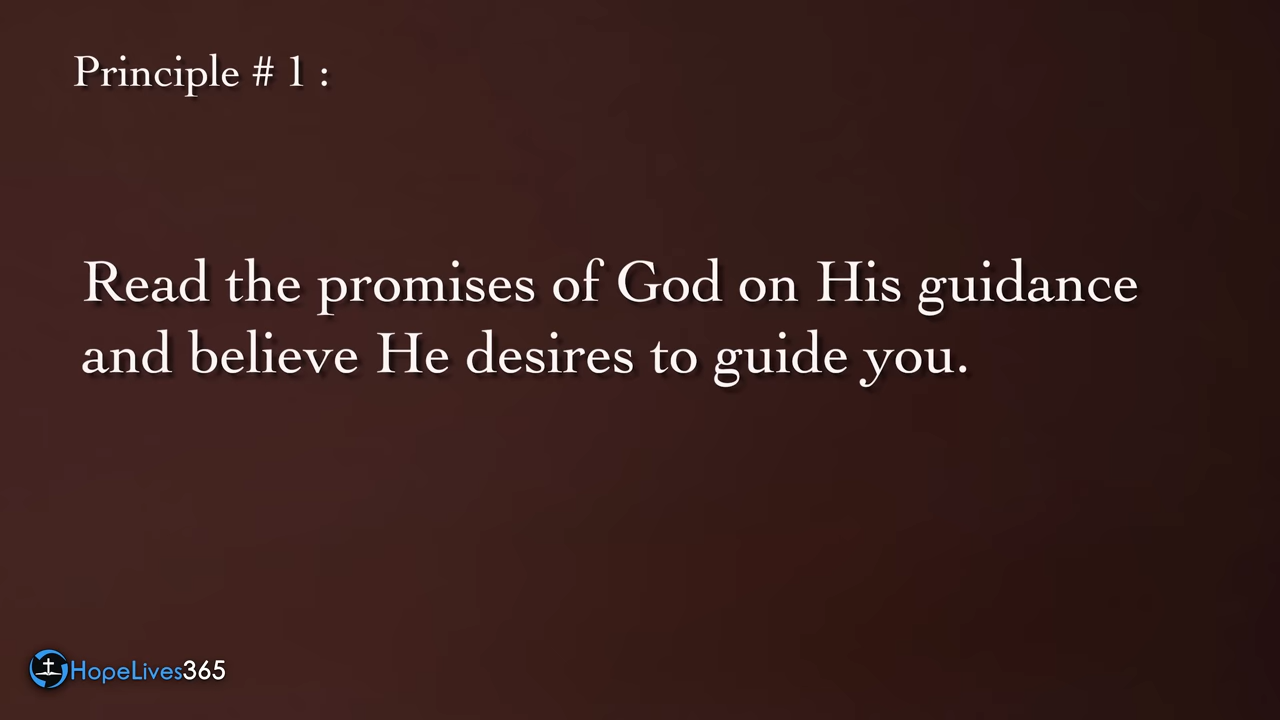 Principle # 1 :
Read the promises of God on His guidance
and believe He desires to guide you.
HopeLives365